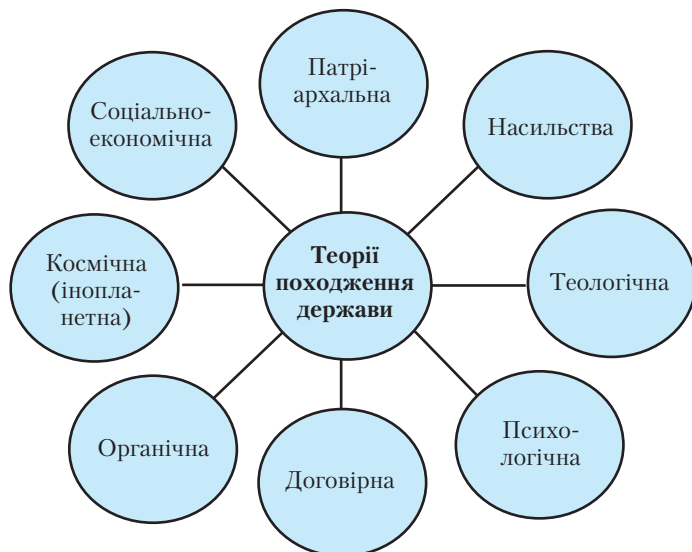 Патрі-
архальна
Соціально-
економічна
Насильства
Космічна
(інопла-
нетна)
Теорії
походження
держави
Теологічна
Органічна
Договірна
Психо-
логічна